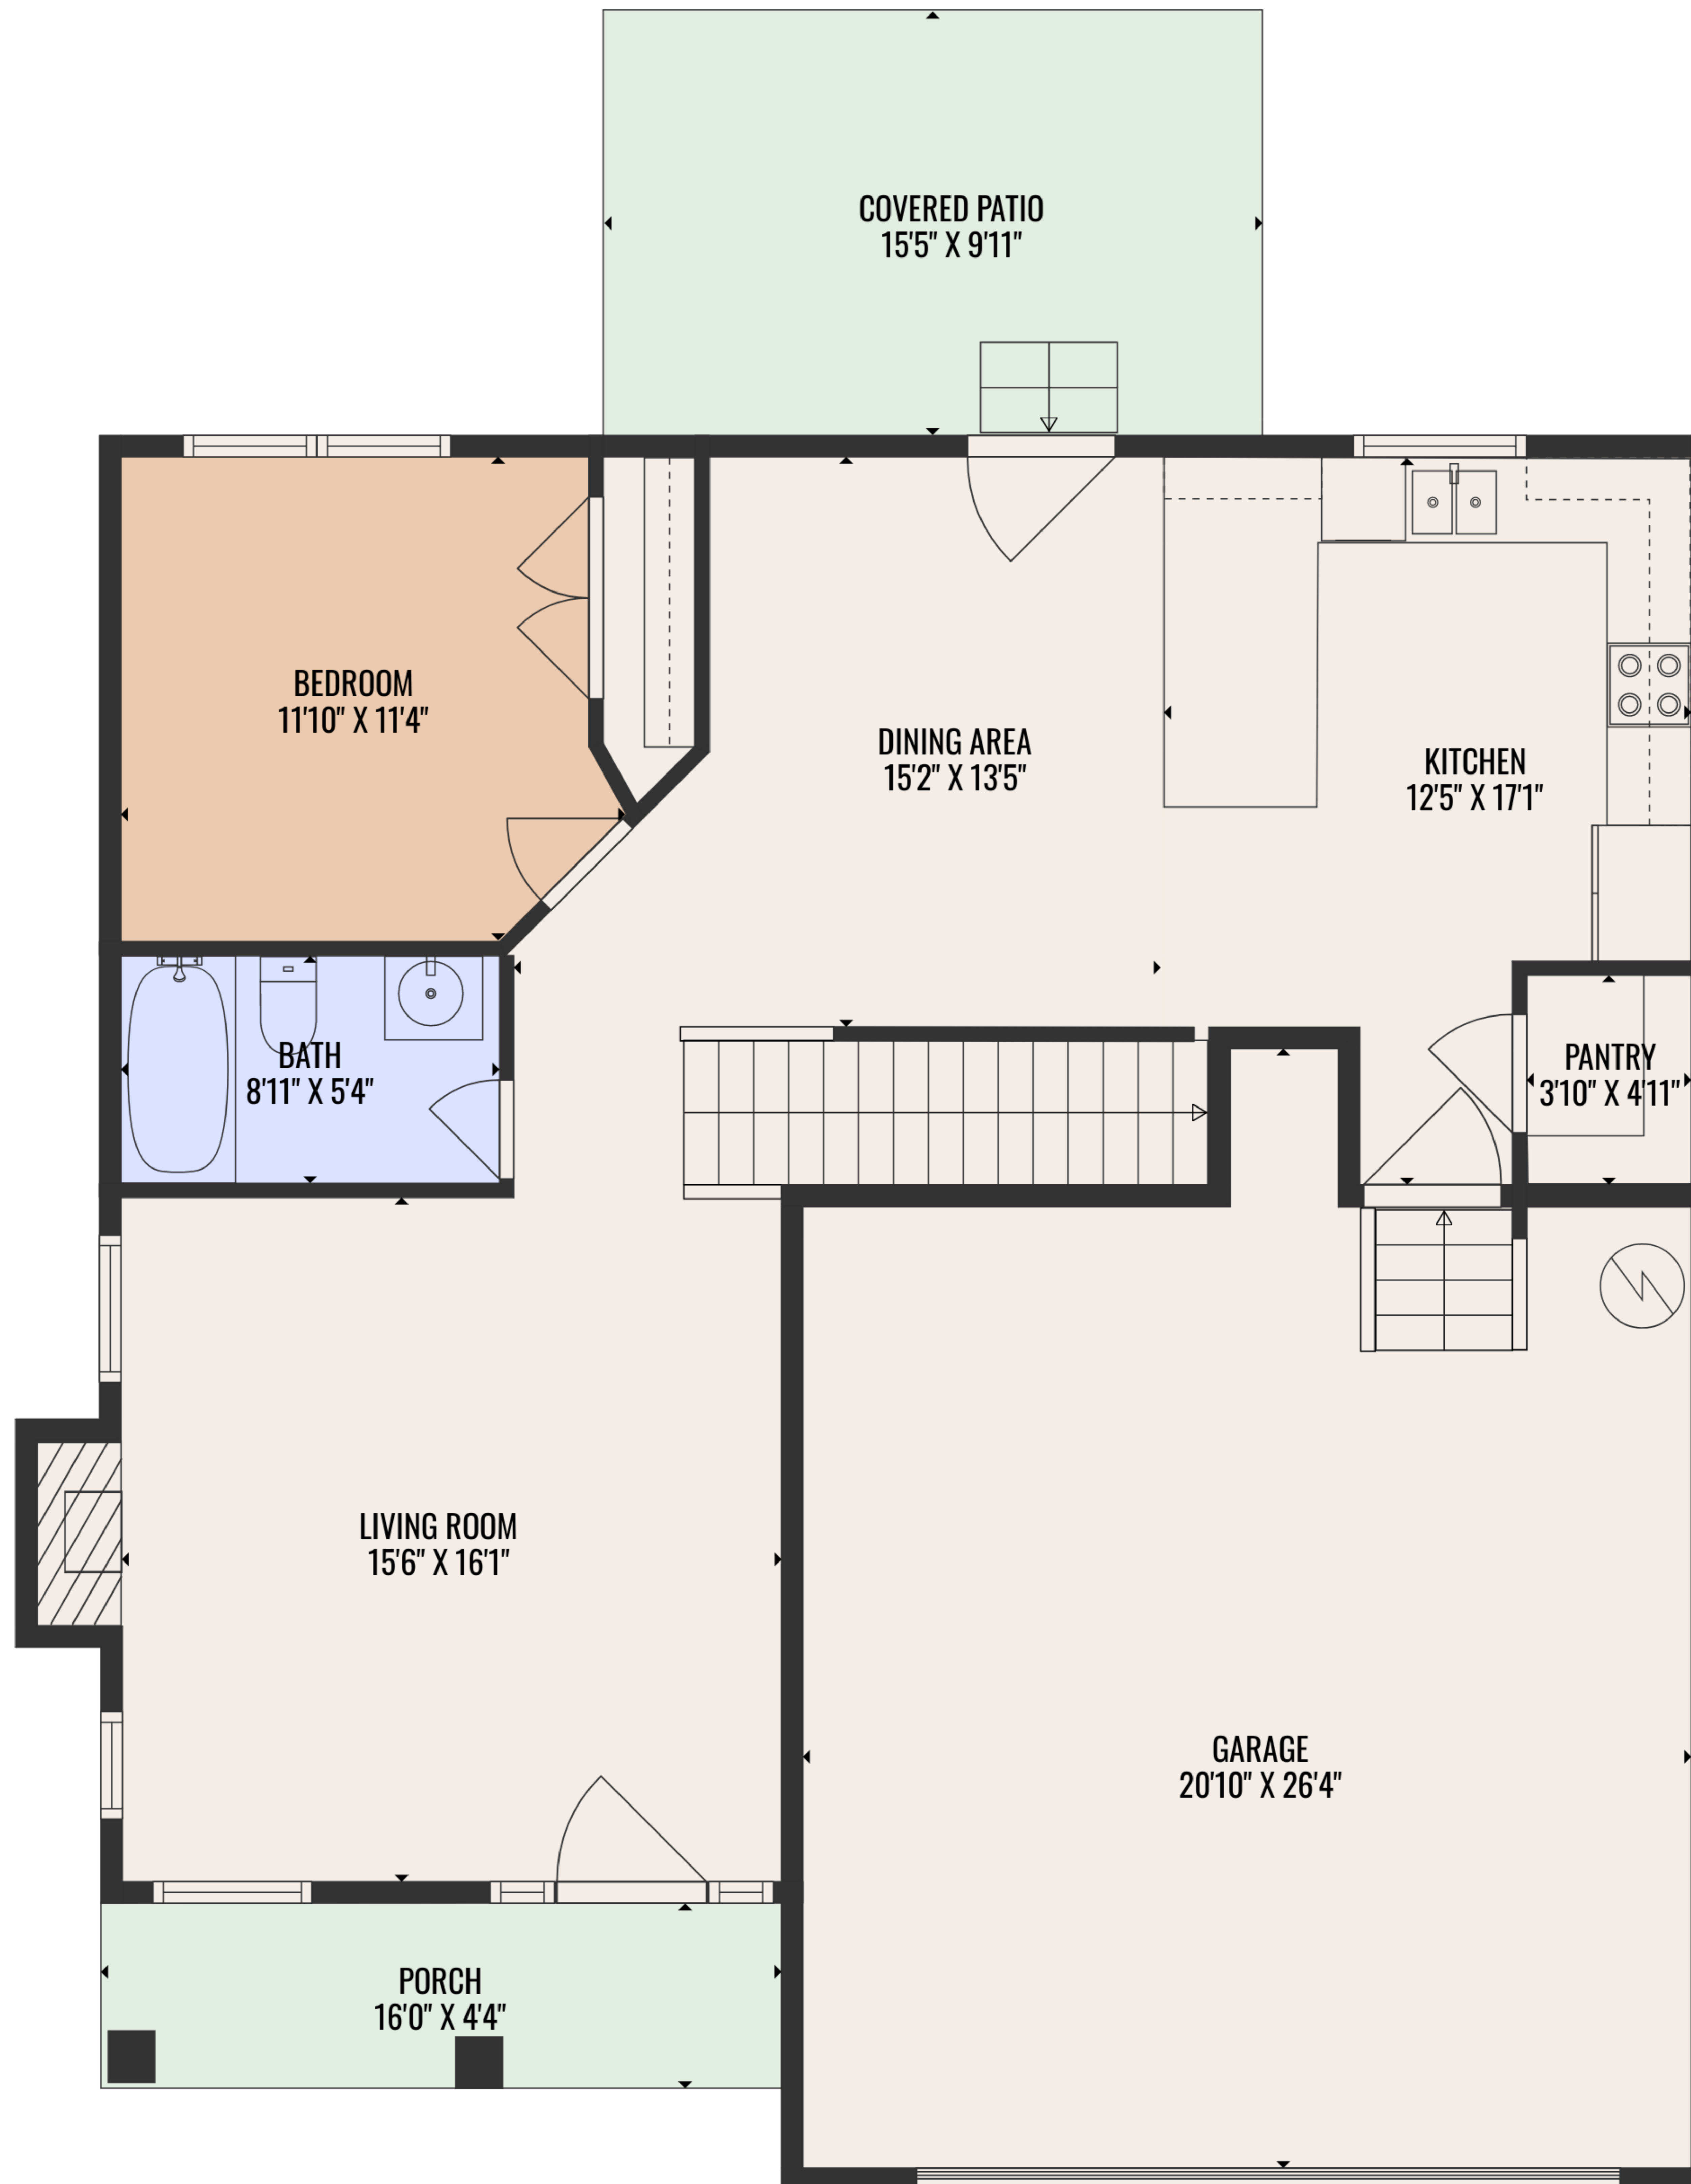 COVERED PATIO
15'5" X 9'11"
BEDROOM
11'10" X 11'4"
DINING AREA
15'2" X 13'5"
KITCHEN
12'5" X 17'1"
BATH
8'11" X 5'4"
PANTRY
3'10" X 4'11"
LIVING ROOM
15'6" X 16'1"
GARAGE
20'10" X 26'4"
PORCH
16'0" X 4'4"